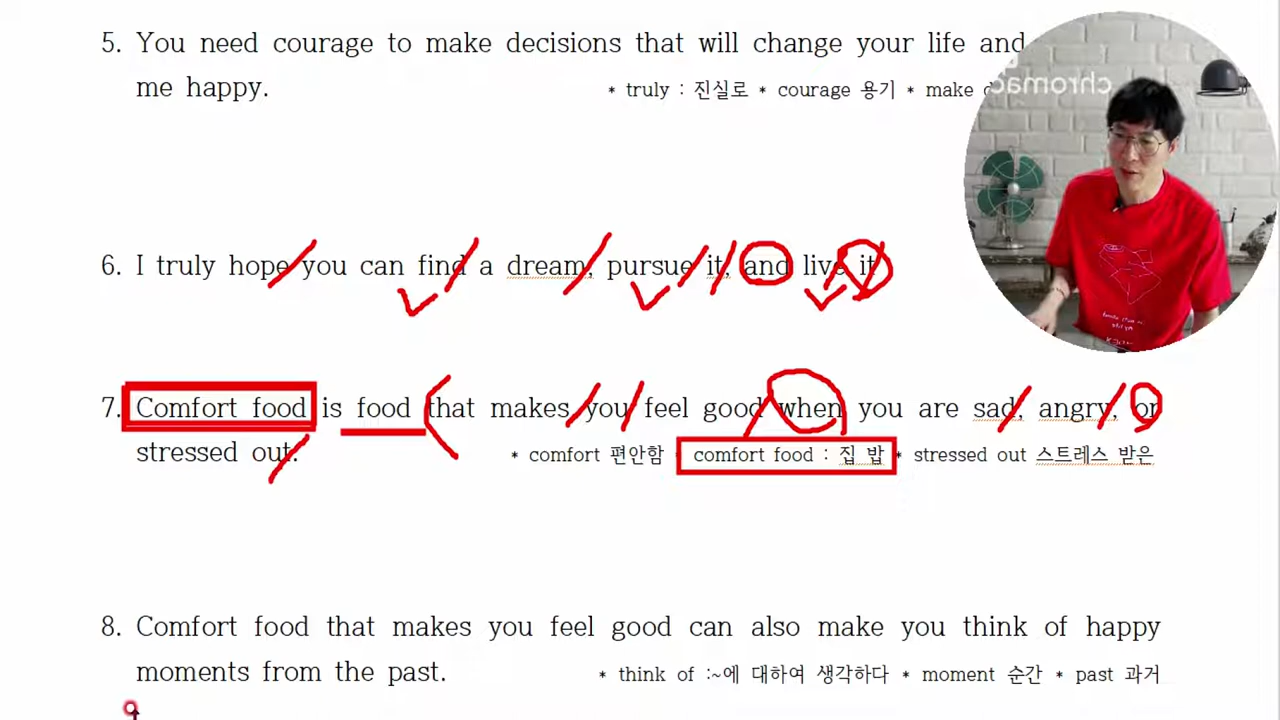 5. You need courage to make decisions that will change your life and
me happy. * truly : 진실로 * courage 용기 * make
chromac
6. I truly hope you can find a dream, pursue it, and live it.
7. Comfort food is food that makes you feel good when you are sad, angry, or
stressed out. * comfort 편안함 * comfort food : 집 밥 * stressed out 스트레스 받은
8. Comfort food that makes you feel good can also make you think of happy
moments from the past. * think of :~에 대하여 생각하다 * moment 순간 * past 과거